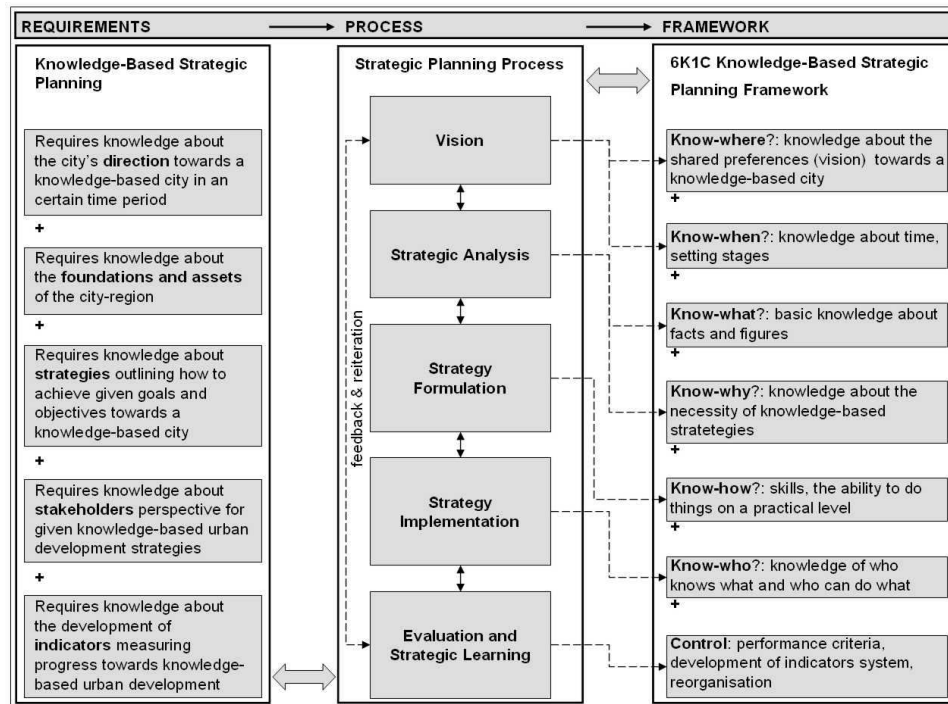 REQUIREMENTS
PROCESS
FRAMEWORK
Knowledge-Based Strategic
Planning
Requires knowledge about
the city's direction towards a
knowledge-based city in an
certain time period
+
Requires knowledge about
the foundations and assets
of the city-region
+
Requires knowledge about
strategies outlining how to
achieve given goals and
objectives towards a
knowledge-based city
+
Requires knowledge about
stakeholders perspective for
given knowledge-based urban
development strategies
+
Requires knowledge about
the development of
indicators measuring
progress towards knowledge-
based urban development
Strategic Planning Process
Vision
Strategic Analysis
Strategy
Formulation
Strategy
Implementation
Evaluation and
Strategic Learning
feedback & reiteration
6K1C Knowledge-Based Strategic
Planning Framework
Know-where?: knowledge about the
shared preferences (vision) towards a
knowledge-based city
+
Know-when?: knowledge about time,
setting stages
+
Know-what?: basic knowledge about
facts and figures
+
Know-why?: knowledge about the
necessity of knowledge-based
stratetegies
+
Know-how?: skills, the ability to do
things on a practical level
+
Know-who?: knowledge of who
knows what and who can do what
+
Control: performance criteria,
development of indicators system,
reorganisation